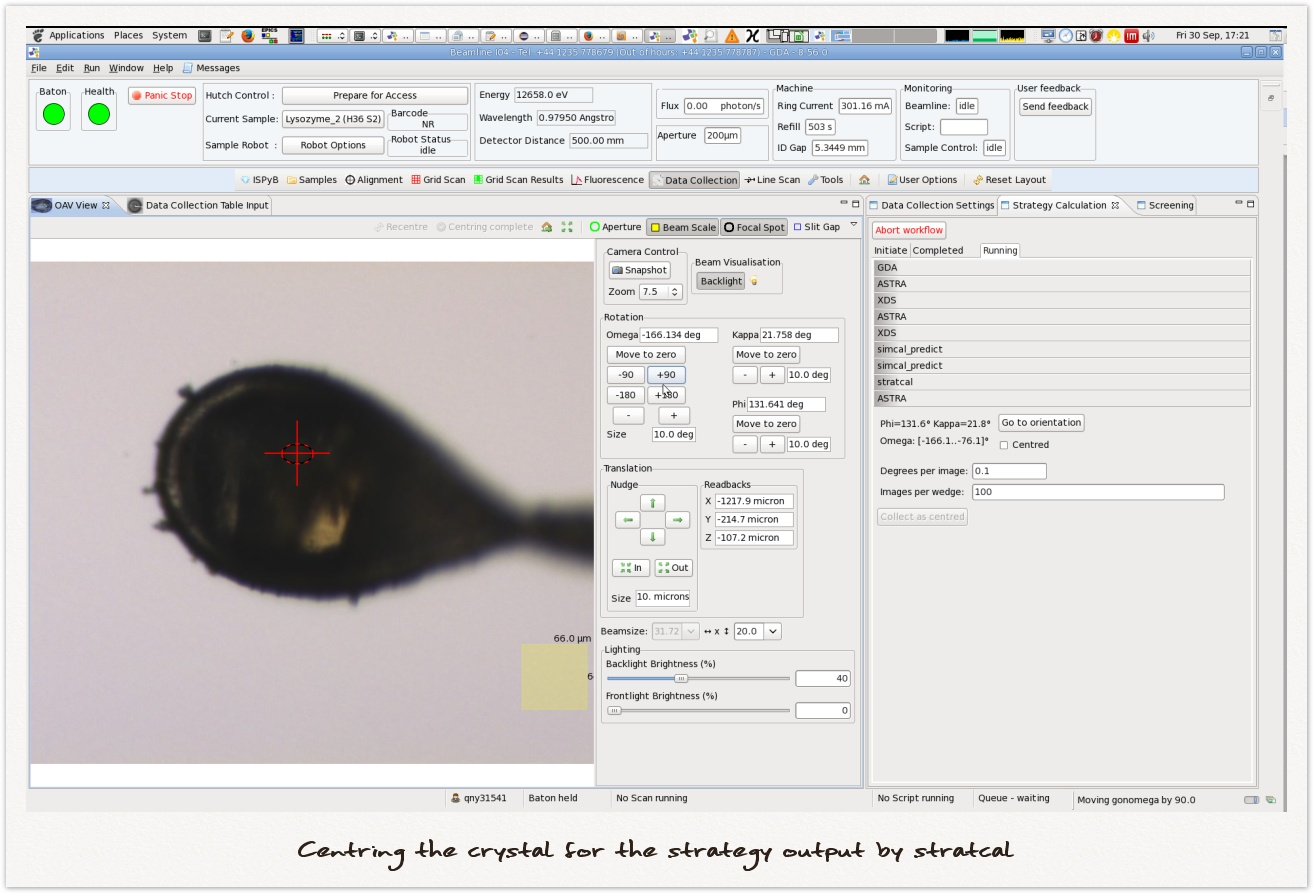 Applications Places System
Fri 30 Sep, 17:21
Beamline I04 - Tel. +44 1235 778679 (Out of hours: +44 1235 778787) - GDA - 8.56.0
File Edit Run Window Help Messages
Baton Health Panic Stop
Hutch Control : Prepare for Access
Current Sample: Lysozyme_2 (H36 S2) Barcode NR
Sample Robot : Robot Options Robot Status idle
Energy 12658.0 eV
Wavelength 0.97950 Angstro
Detector Distance 500.00 mm
Flux 0.00 photon/s
Aperture 200µm
Machine
Ring Current 301.16 mA
Refill 503 s
ID Gap 5.3449 mm
Monitoring
Beamline: idle
Script:
Sample Control: idle
User feedback
Send feedback
ISPyB Samples Alignment Grid Scan Grid Scan Results Fluorescence Data Collection Line Scan Tools User Options Reset Layout
OAV View Data Collection Table Input
Recentre Centring complete Aperture Beam Scale Focal Spot Slit Gap
Camera Control
Snapshot
Zoom 7.5
Beam Visualisation
Backlight
Rotation
Omega -166.134 deg
Move to zero
-90 +90
-180 +180
- +
Size 10.0 deg
Kappa 21.758 deg
Move to zero
- + 10.0 deg
Phi 131.641 deg
Move to zero
- + 10.0 deg
Translation
Nudge
In Out
Size 10. microns
Readbacks
X -1217.9 micron
Y -214.7 micron
Z -107.2 micron
66.0 µm
6
Beamsize: 31.72 ↔ x ↕ 20.0
Lighting
Backlight Brightness (%)
40
Frontlight Brightness (%)
0
Data Collection Settings Strategy Calculation Screening
Abort workflow
Initiate Completed Running
GDA
ASTRA
XDS
ASTRA
XDS
simcal_predict
simcal_predict
stratcal
ASTRA
Phi=131.6° Kappa=21.8° Go to orientation
Omega: [-166.1..-76.1]° Centred
Degrees per image: 0.1
Images per wedge: 100
Collect as centred
qny31541 Baton held No Scan running
No Script running Queue - waiting Moving gonomega by 90.0
Centring the crystal for the strategy output by stratcal